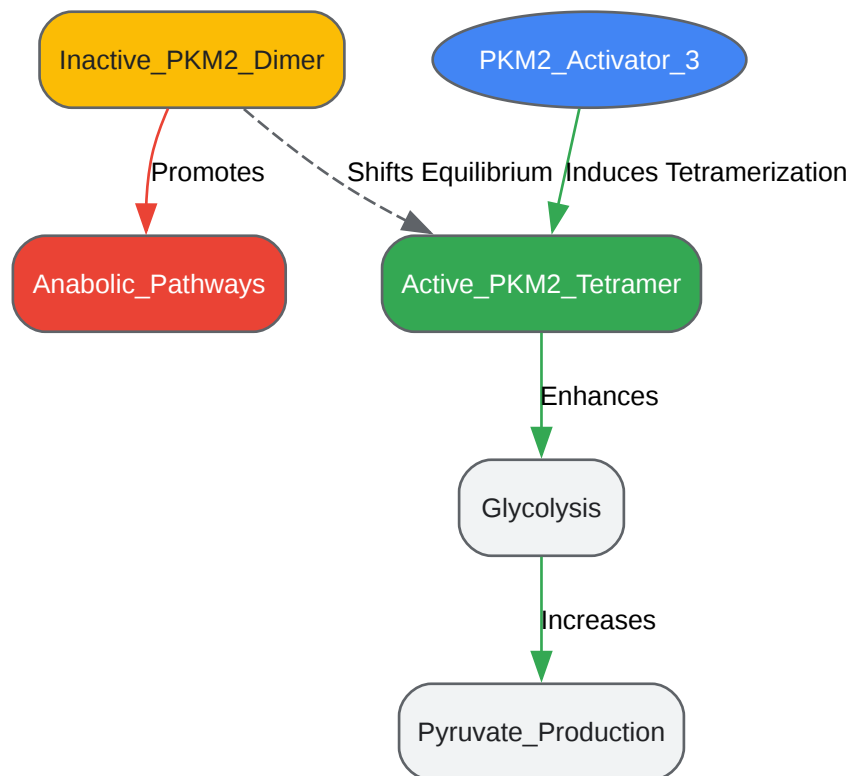 Inactive_PKM2_Dimer
PKM2_Activator_3
Promotes
Shifts Equilibrium
Induces Tetramerization
Anabolic_Pathways
Active_PKM2_Tetramer
Enhances
Glycolysis
Increases
Pyruvate_Production